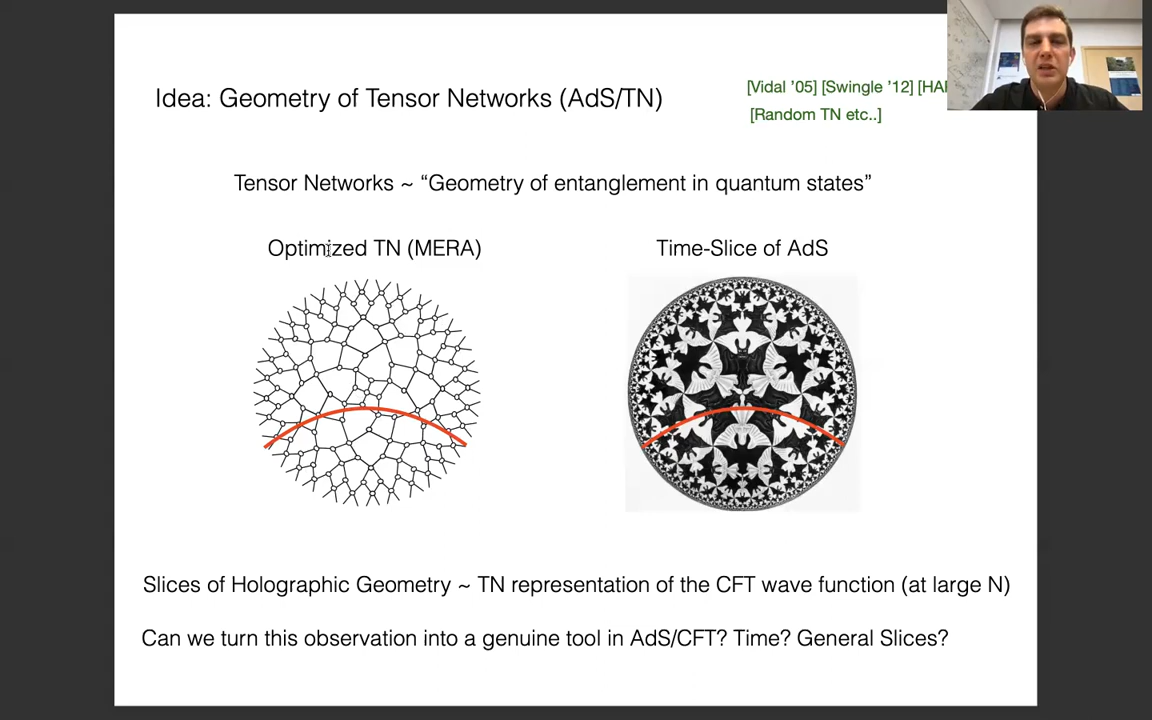 Idea: Geometry of Tensor Networks (AdS/TN)
[Vidal ’05] [Swingle ’12]
[Random TN etc..]
Tensor Networks ~ “Geometry of entanglement in quantum states”
Optimized TN (MERA)
Time-Slice of AdS
Slices of Holographic Geometry ~ TN representation of the CFT wave function (at large N)
Can we turn this observation into a genuine tool in AdS/CFT? Time? General Slices?